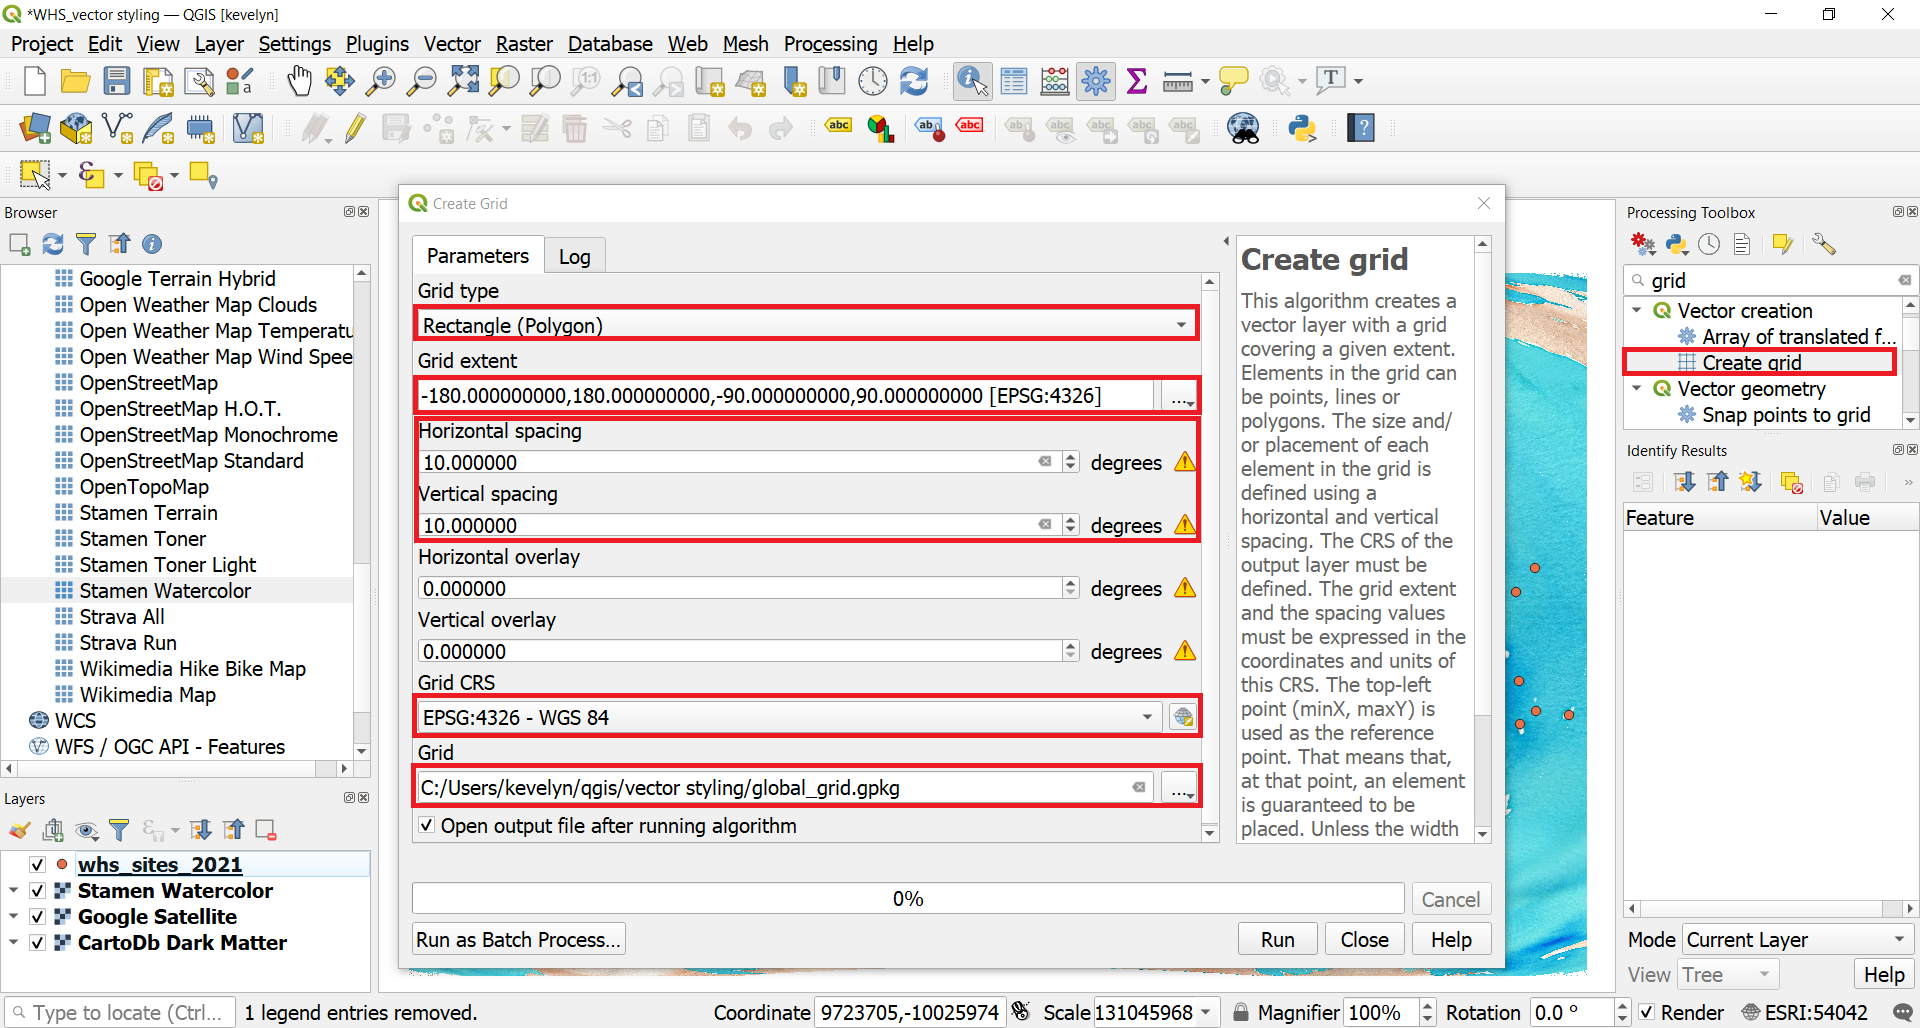 *WHS_vector styling — QGIS [kevelyn]
Project Edit View Layer Settings Plugins Vector Raster Database Web Mesh Processing Help
Browser
Google Terrain Hybrid
Open Weather Map Clouds
Open Weather Map Temperatu
Open Weather Map Wind Spee
OpenStreetMap
OpenStreetMap H.O.T.
OpenStreetMap Monochrome
OpenStreetMap Standard
OpenTopoMap
Stamen Terrain
Stamen Toner
Stamen Toner Light
Stamen Watercolor
Strava All
Strava Run
Wikimedia Hike Bike Map
Wikimedia Map
WCS
WFS / OGC API - Features
Layers
whs_sites_2021
Stamen Watercolor
Google Satellite
CartoDb Dark Matter
Create Grid
Parameters Log
Grid type
Rectangle (Polygon)
Grid extent
-180.000000000,180.000000000,-90.000000000,90.000000000 [EPSG:4326] ...
Horizontal spacing
10.000000 degrees
Vertical spacing
10.000000 degrees
Horizontal overlay
0.000000 degrees
Vertical overlay
0.000000 degrees
Grid CRS
EPSG:4326 - WGS 84
Grid
C:/Users/kevelyn/qgis/vector styling/global_grid.gpkg ...
Open output file after running algorithm
0%
Cancel
Run as Batch Process...
Run Close Help
Create grid
This algorithm creates a
vector layer with a grid
covering a given extent.
Elements in the grid can
be points, lines or
polygons. The size and/
or placement of each
element in the grid is
defined using a
horizontal and vertical
spacing. The CRS of the
output layer must be
defined. The grid extent
and the spacing values
must be expressed in the
coordinates and units of
this CRS. The top-left
point (minX, maxY) is
used as the reference
point. That means that,
at that point, an element
is guaranteed to be
placed. Unless the width
Processing Toolbox
grid
Vector creation
Array of translated f...
Create grid
Vector geometry
Snap points to grid
Identify Results
»
Feature Value
Mode Current Layer
View Tree Help
Type to locate (Ctrl... 1 legend entries removed. Coordinate 9723705,-10025974 Scale 131045968 Magnifier 100% Rotation 0.0 ° Render ESRI:54042
abc
abc
abc
abc
abc
abc
abc
abc
abc
1:1
T
a
ε
?